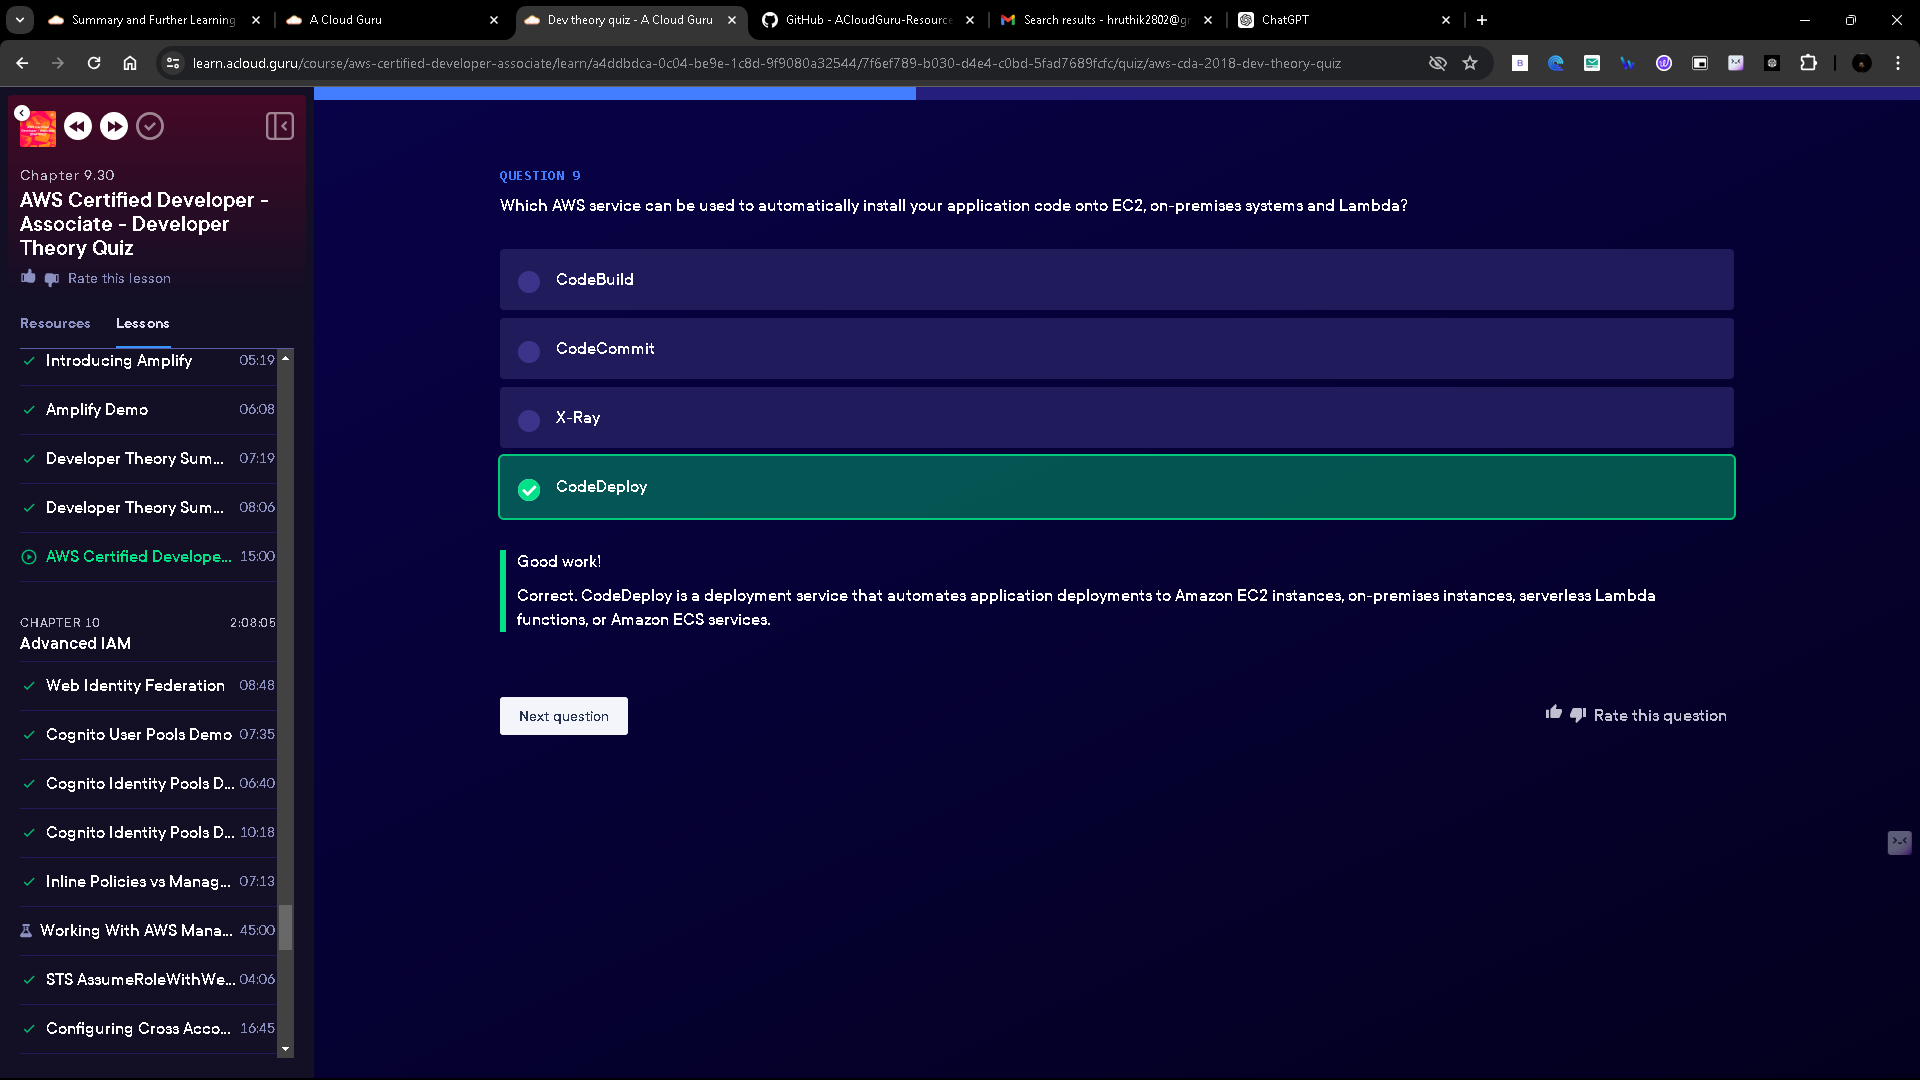 Summary and Further Learning
A Cloud Guru
Dev theory quiz - A Cloud Guru
GitHub - ACloudGuru-Resource
Search results - hruthik2802@gr
ChatGPT
learn.acloud.guru/course/aws-certified-developer-associate/learn/a4ddbdca-0c04-be9e-1c8d-9f9080a32544/7f6ef789-b030-d4e4-c0bd-5fad7689fcfc/quiz/aws-cda-2018-dev-theory-quiz
Chapter 9.30
AWS Certified Developer -
Associate - Developer
Theory Quiz
Rate this lesson
Resources
Lessons
Introducing Amplify 05:19
Amplify Demo 06:08
Developer Theory Sum... 07:19
Developer Theory Sum... 08:06
AWS Certified Develope... 15:00
CHAPTER 10 2:08:05
Advanced IAM
Web Identity Federation 08:48
Cognito User Pools Demo 07:35
Cognito Identity Pools D... 06:40
Cognito Identity Pools D... 10:18
Inline Policies vs Manag... 07:13
Working With AWS Mana... 45:00
STS AssumeRoleWithWe... 04:06
Configuring Cross Acco... 16:45
QUESTION 9
Which AWS service can be used to automatically install your application code onto EC2, on-premises systems and Lambda?
CodeBuild
CodeCommit
X-Ray
CodeDeploy
Good work!
Correct. CodeDeploy is a deployment service that automates application deployments to Amazon EC2 instances, on-premises instances, serverless Lambda
functions, or Amazon ECS services.
Next question
Rate this question